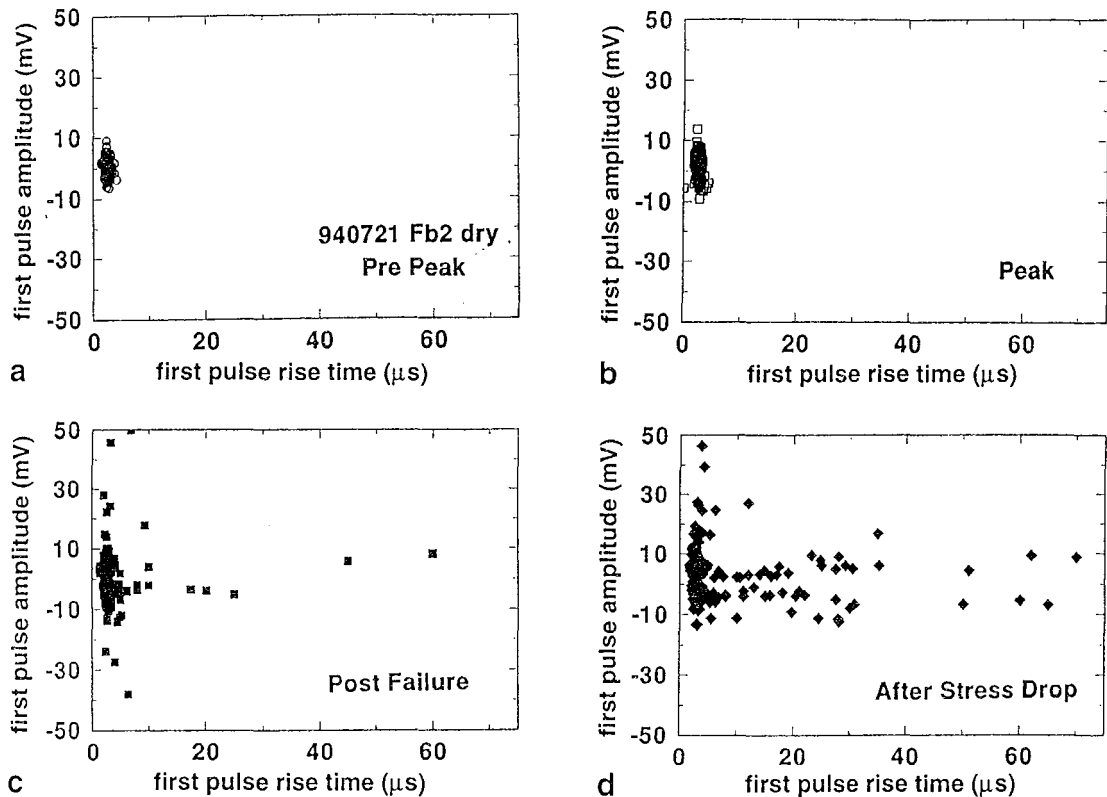 50
30
10
-10
-30
-50
first pulse amplitude (mV)
940721 Fb2 dry
Pre Peak
0
20
40
60
first pulse rise time (μs)
a
50
30
10
-10
-30
-50
first pulse amplitude (mV)
Peak
0
20
40
60
first pulse rise time (μs)
b
50
30
10
-10
-30
-50
first pulse amplitude (mV)
Post Failure
0
20
40
60
first pulse rise time (μs)
c
50
30
10
-10
-30
-50
first pulse amplitude (mV)
After Stress Drop
0
20
40
60
first pulse rise time (μs)
d